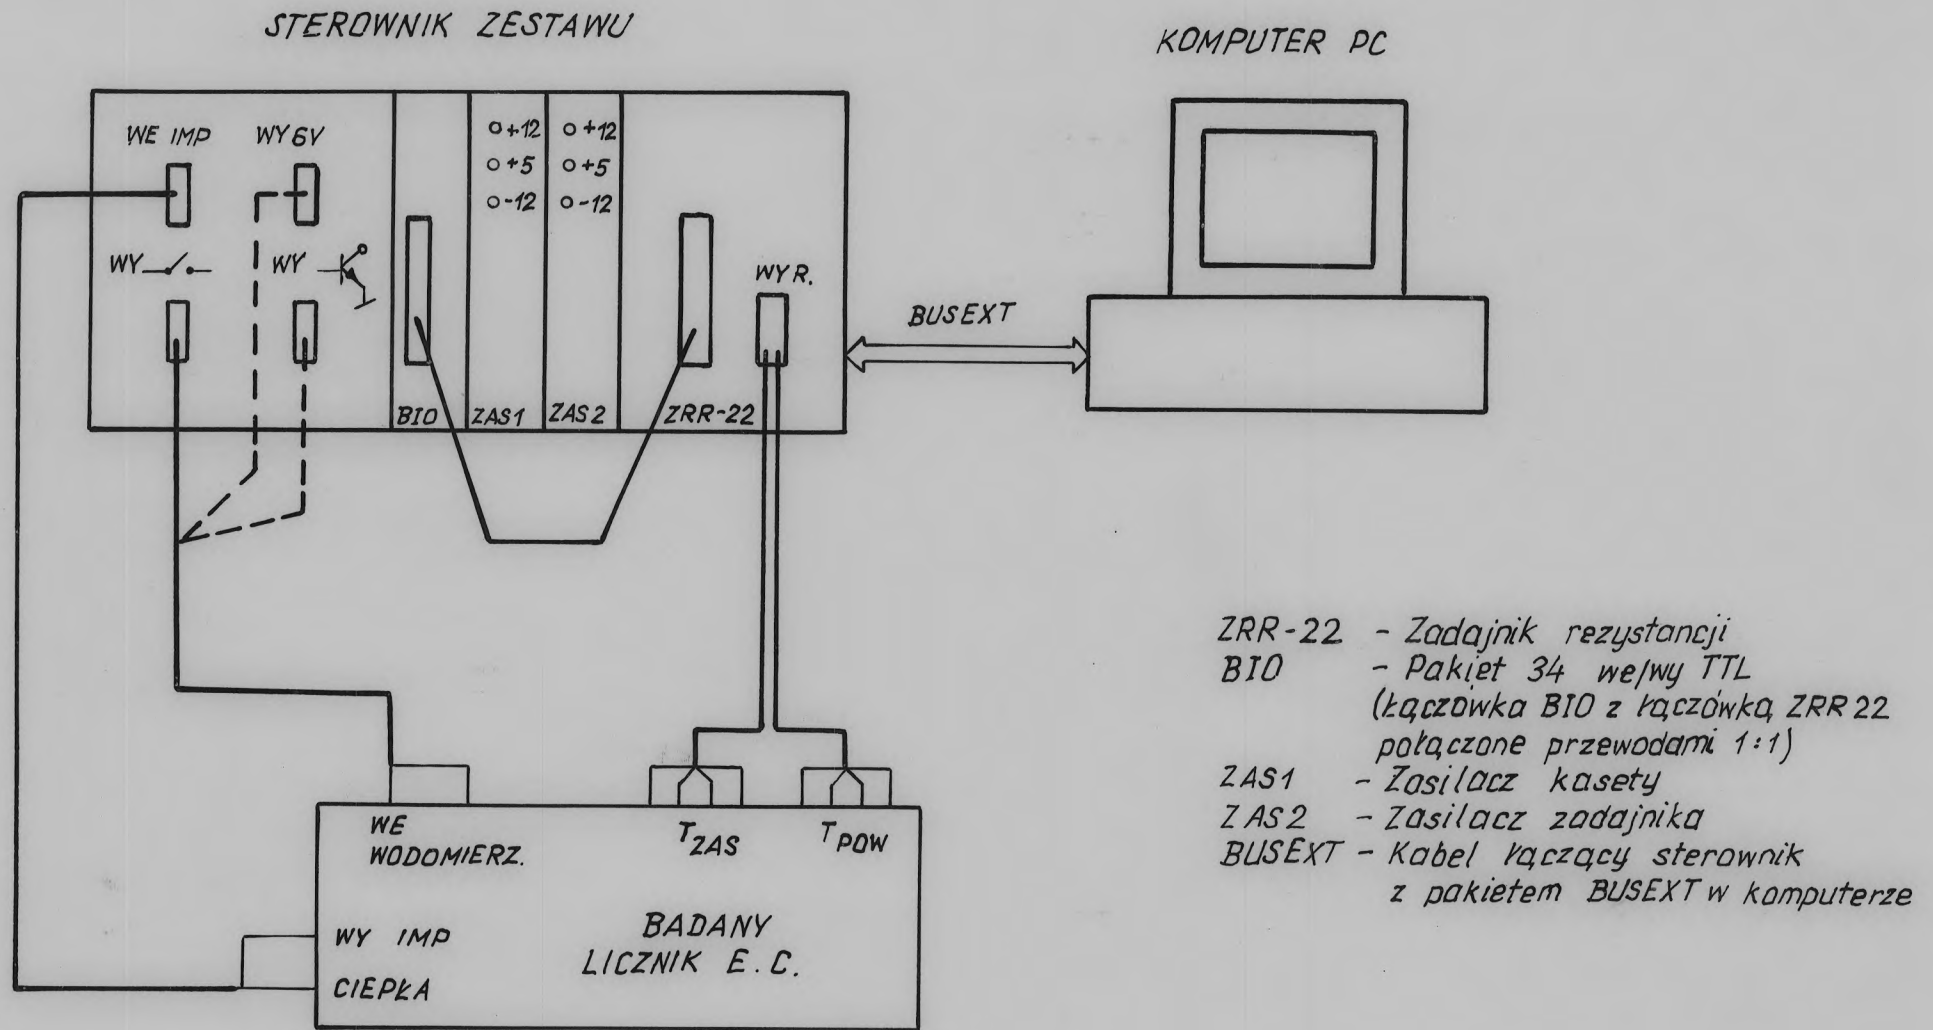 STEROWNIK ZESTAWU
KOMPUTER PC
WE IMP
WY 6V
+12
+5
-12
+12
+5
-12
WY
WY
WY R.
BUSEXT
BIO
ZAS1
ZAS2
ZRR-22
ZRR-22 - Zadajnik rezystancji
BIO - Pakiet 34 we/wy TTL
(Łączówka BIO z łączówką ZRR 22
połączone przewodami 1:1)
ZAS1 - Zasilacz kasety
ZAS2 - Zasilacz zadajnika
BUSEXT - Kabel łączący sterownik
z pakietem BUSEXT w komputerze
WE
WODOMIERZ.
TZAS
TPOW
WY IMP
CIEPŁA
BADANY
LICZNIK E.C.